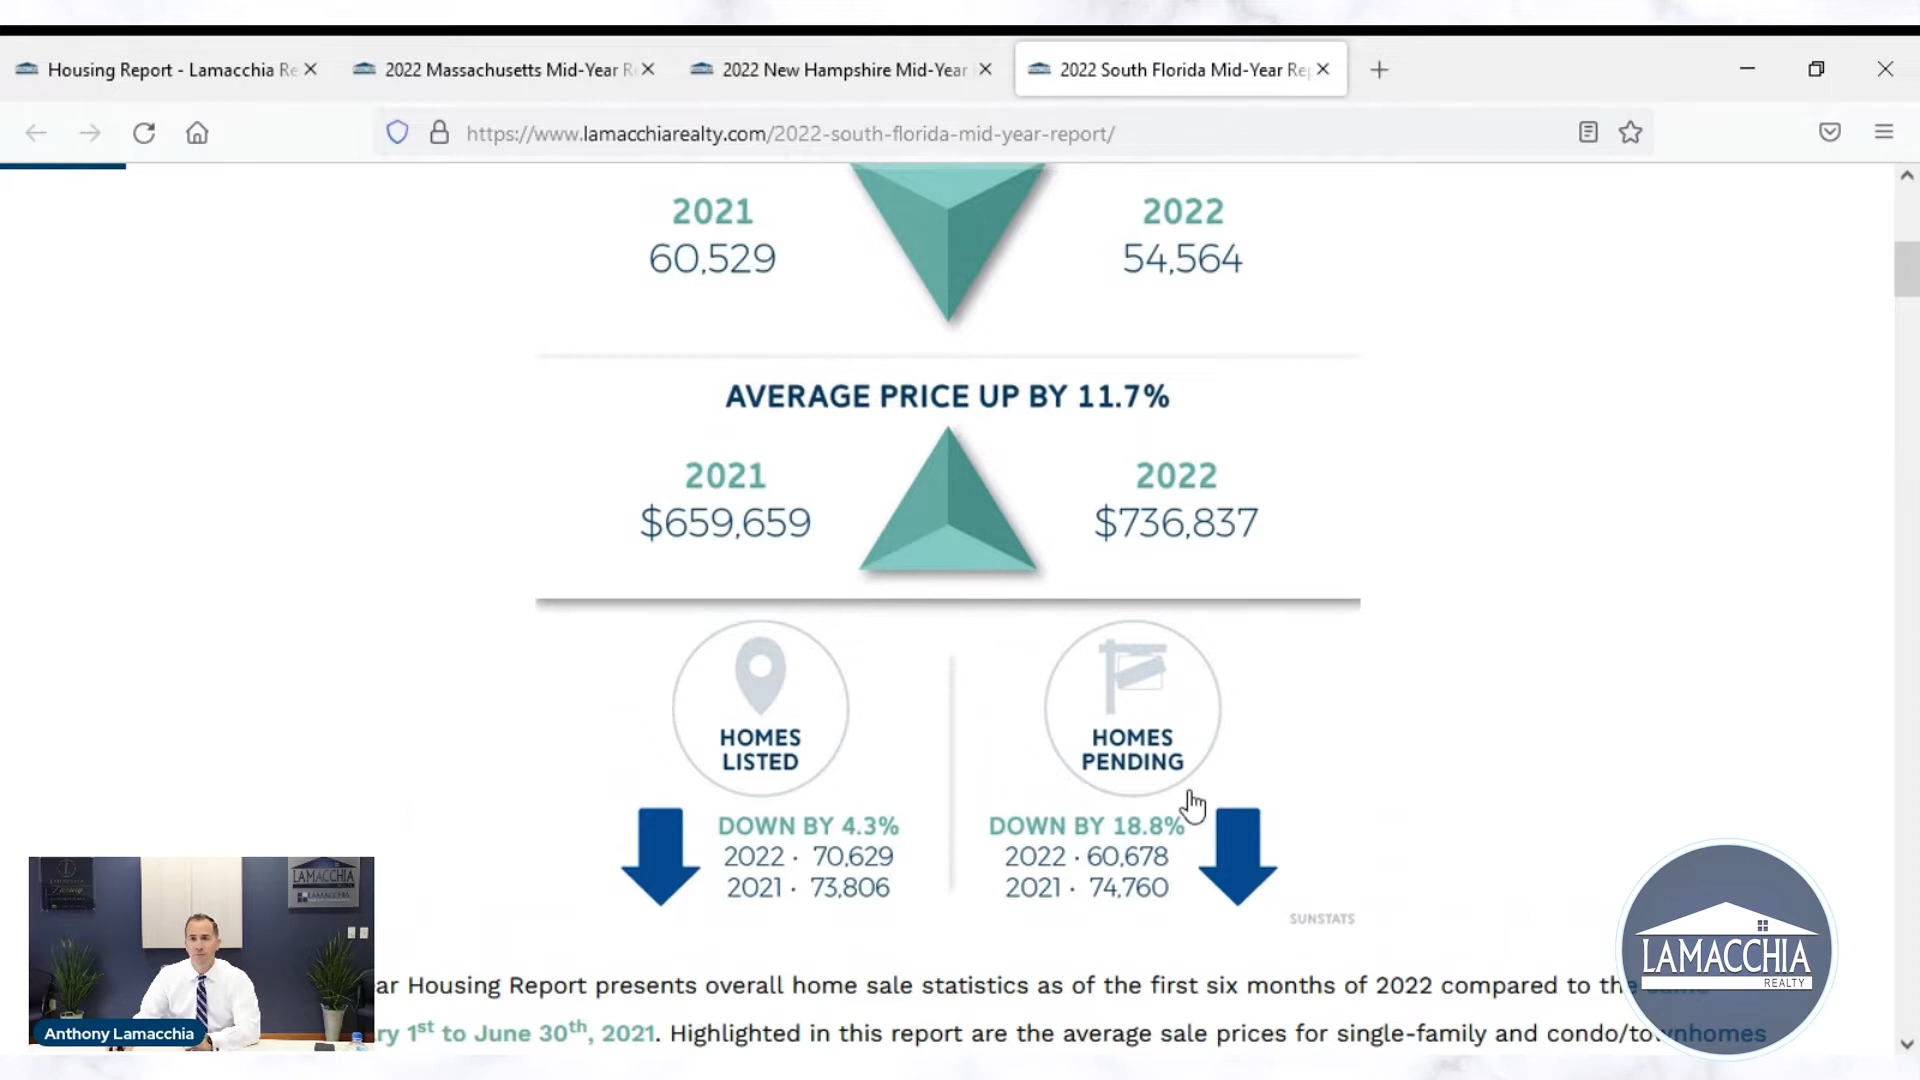 Housing Report - Lamacchia Re
2022 Massachusetts Mid-Year R
2022 New Hampshire Mid-Year
2022 South Florida Mid-Year Re
https://www.lamacchiarealty.com/2022-south-florida-mid-year-report/
2021
60,529
2022
54,564
AVERAGE PRICE UP BY 11.7%
2021
$659,659
2022
$736,837
HOMES
LISTED
HOMES
PENDING
DOWN BY 4.3%
2022 · 70,629
2021 · 73,806
DOWN BY 18.8%
2022 · 60,678
2021 · 74,760
SUNSTATS
ar Housing Report presents overall home sale statistics as of the first six months of 2022 compared to the
ry 1st to June 30th, 2021. Highlighted in this report are the average sale prices for single-family and condo/townhomes
LAMACCHIA
Anthony Lamacchia
LAMACCHIA
REALTY